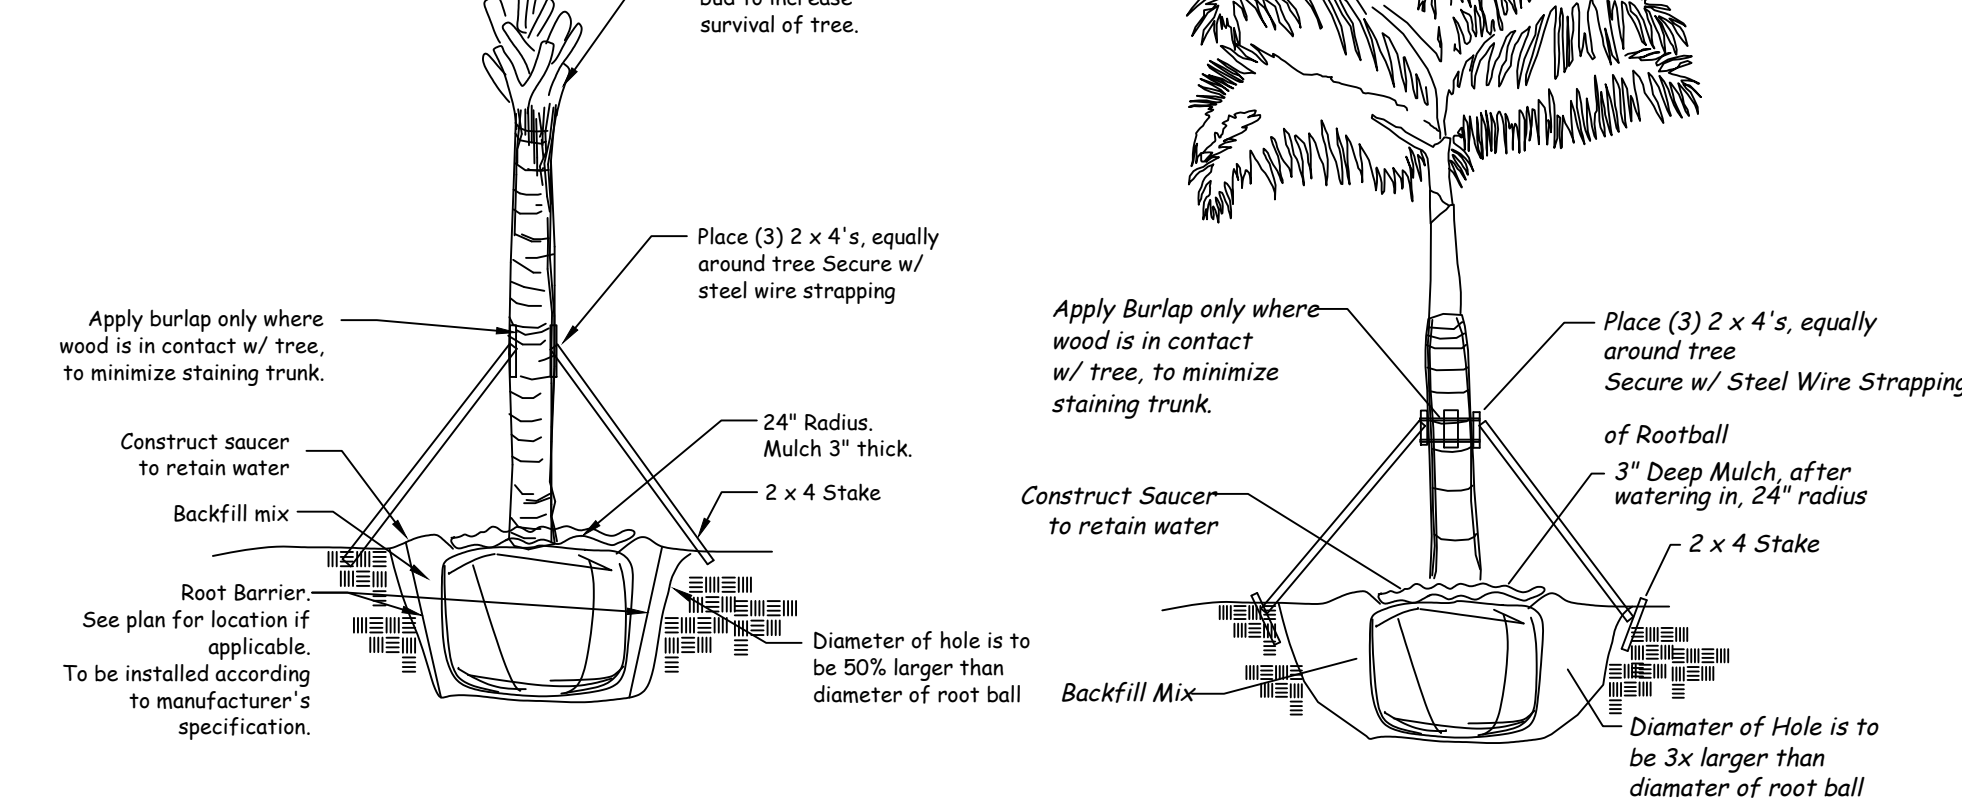 survival of tree.
Place (3) 2 x 4's, equally
around tree Secure w/
steel wire strapping
Apply burlap only where
wood is in contact w/ tree,
to minimize staining trunk.
24" Radius.
Mulch 3" thick.
Construct saucer
to retain water
2 x 4 Stake
Backfill mix
Root Barrier.
See plan for location if
applicable.
To be installed according
to manufacturer's
specification.
Diameter of hole is to
be 50% larger than
diameter of root ball
Apply Burlap only where
wood is in contact
w/ tree, to minimize
staining trunk.
Place (3) 2 x 4's, equally
around tree
Secure w/ Steel Wire Strapping
of Rootball
3" Deep Mulch, after
watering in, 24" radius
Construct Saucer
to retain water
2 x 4 Stake
Backfill Mix
Diamater of Hole is to
be 3x larger than
diamater of root ball